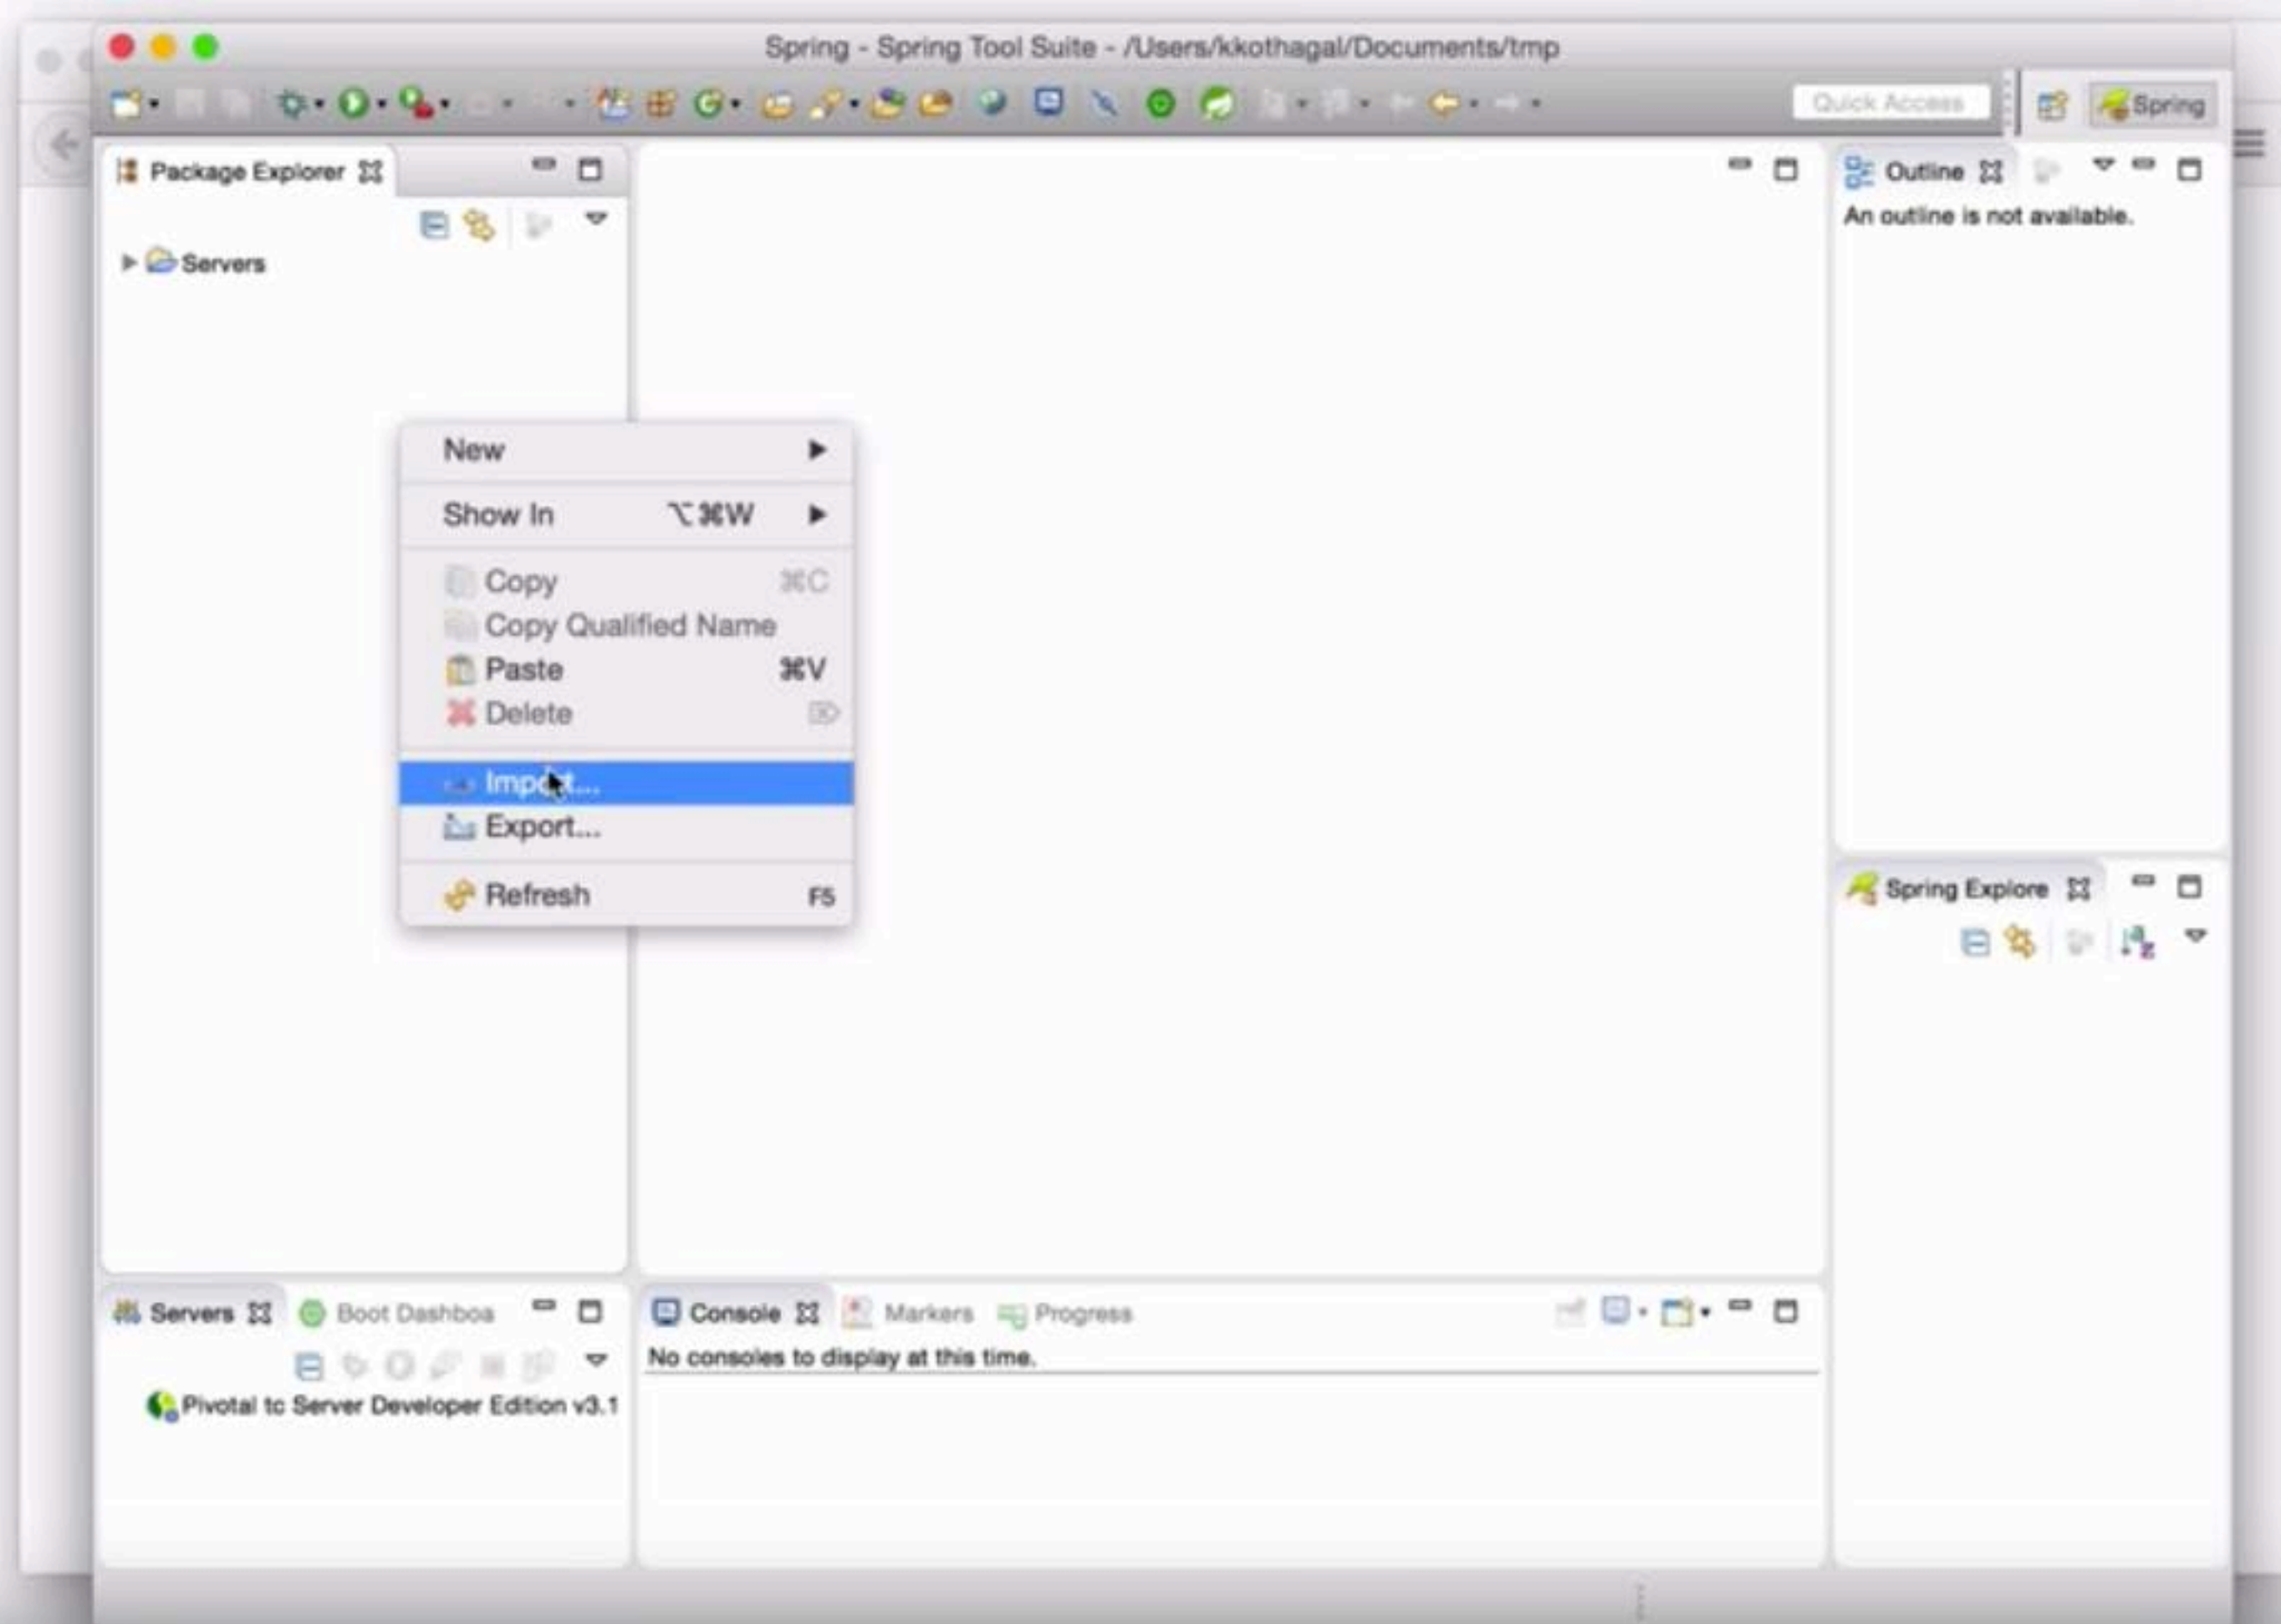 Spring - Spring Tool Suite - /Users/kkothagal/Documents/tmp
Quick Access
Spring
Package Explorer
Servers
New
Show In ⌥⌘W
Copy ⌘C
Copy Qualified Name
Paste ⌘V
Delete ⌦
Import...
Export...
Refresh F5
Outline
An outline is not available.
Spring Explore
Servers
Boot Dashboa
Pivotal tc Server Developer Edition v3.1
Console
Markers
Progress
No consoles to display at this time.